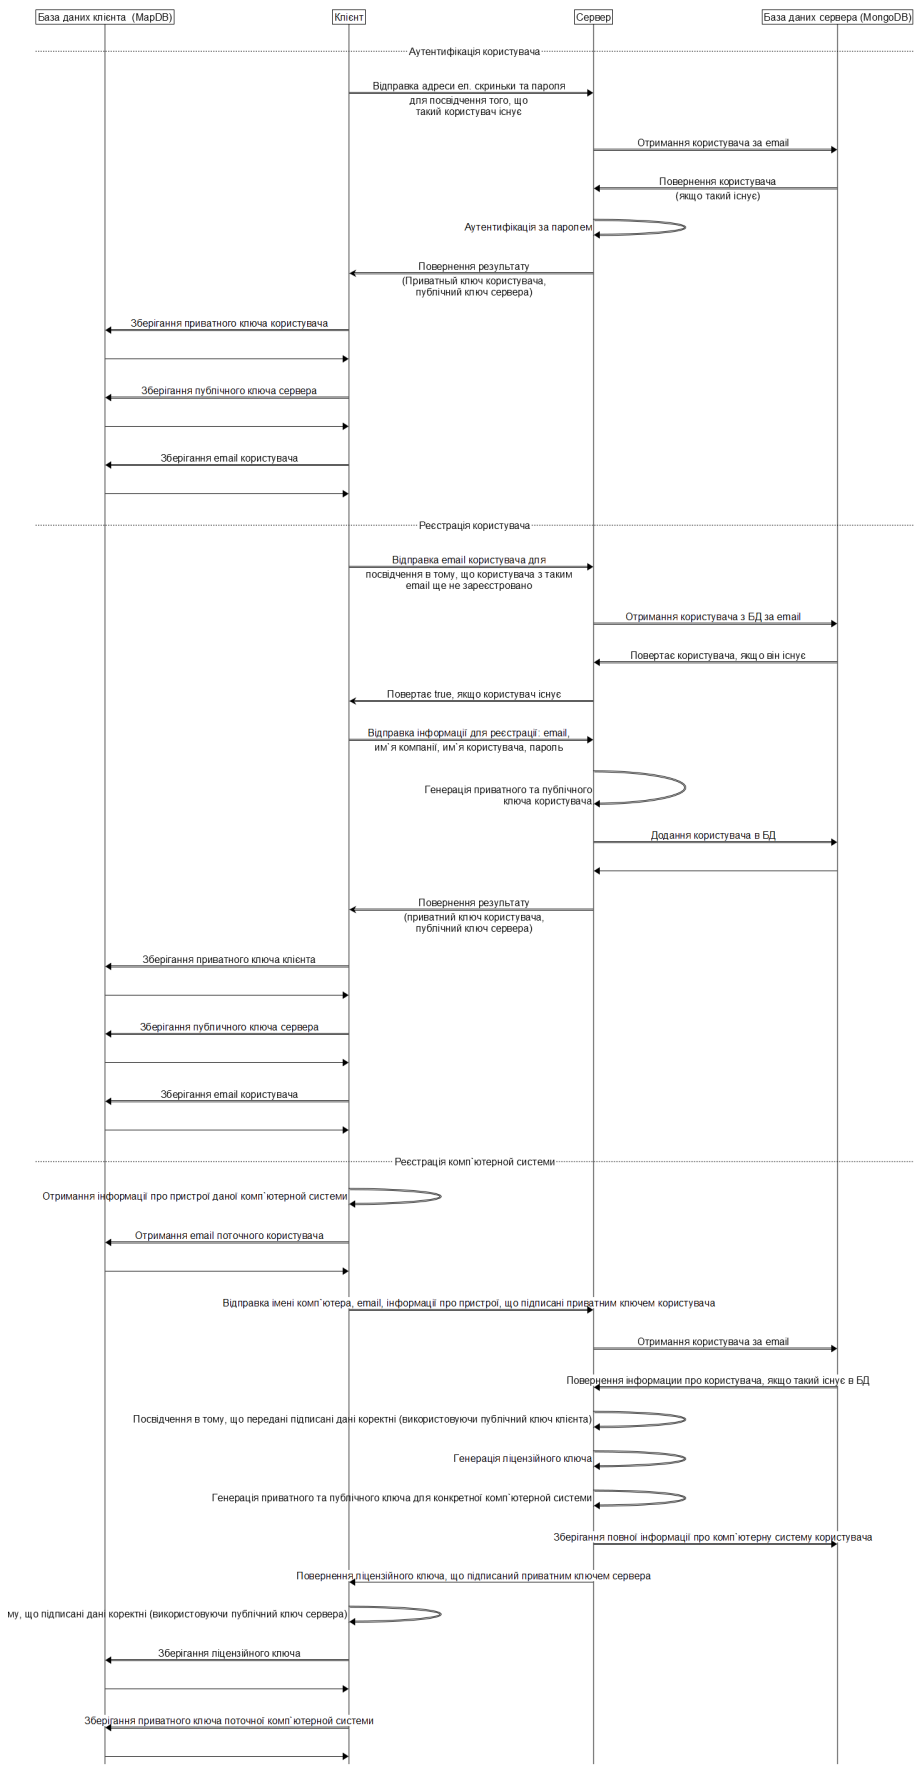 База даних клієнта (MapDB)
Клієнт
Сервер
База даних сервера (MongoDB)
Аутентифікація користувача
Відправка адреси ел. скриньки та пароля
для посвідчення того, що
такий користувач існує
Отримання користувача за email
Повернення користувача
(якщо такий існує)
Аутентифікація за паролем
Повернення результату
(Приватный ключ користувача,
публічний ключ сервера)
Зберігання приватного ключа користувача
Зберігання публічного ключа сервера
Зберігання email користувача
Реєстрація користувача
Відправка email користувача для
посвідчення в тому, що користувача з таким
email ще не зареєстровано
Отримання користувача з БД за email
Повертає користувача, якщо він існує
Повертає true, якщо користувач існує
Відправка інформації для реєстрації: email,
им`я компанії, им`я користувача, пароль
Генерація приватного та публічного
ключа користувача
Додання користувача в БД
Повернення результату
(приватний ключ користувача,
публічний ключ сервера)
Зберігання приватного ключа клієнта
Зберігання публичного ключа сервера
Зберігання email користувача
Реєстрація комп`ютерної системи
Отримання інформації про пристрої даної комп`ютерної системи
Отримання email поточного користувача
Відправка імені комп`ютера, email, інформації про пристрої, що підписані приватним ключем користувача
Отримання користувача за email
Повернення інформации про користувача, якщо такий існує в БД
Посвідчення в тому, що передані підписані дані коректні (використовуючи публічний ключ клієнта)
Генерація ліцензійного ключа
Генерація приватного та публічного ключа для конкретної комп`ютерної системи
Зберігання повної інформації про комп`ютерну систему користувача
Повернення ліцензійного ключа, що підписаний приватним ключем сервера
му, що підписані дані коректні (використовуючи публічний ключ сервера)
Зберігання ліцензійного ключа
Зберігання приватного ключа поточної комп`ютерної системи